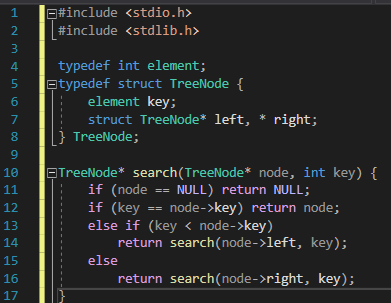 1 #include <stdio.h>
2 #include <stdlib.h>
3
4 typedef int element;
5 typedef struct TreeNode {
6     element key;
7     struct TreeNode* left, * right;
8 } TreeNode;
9
10 TreeNode* search(TreeNode* node, int key) {
11     if (node == NULL) return NULL;
12     if (key == node->key) return node;
13     else if (key < node->key)
14         return search(node->left, key);
15     else
16         return search(node->right, key);
17 }